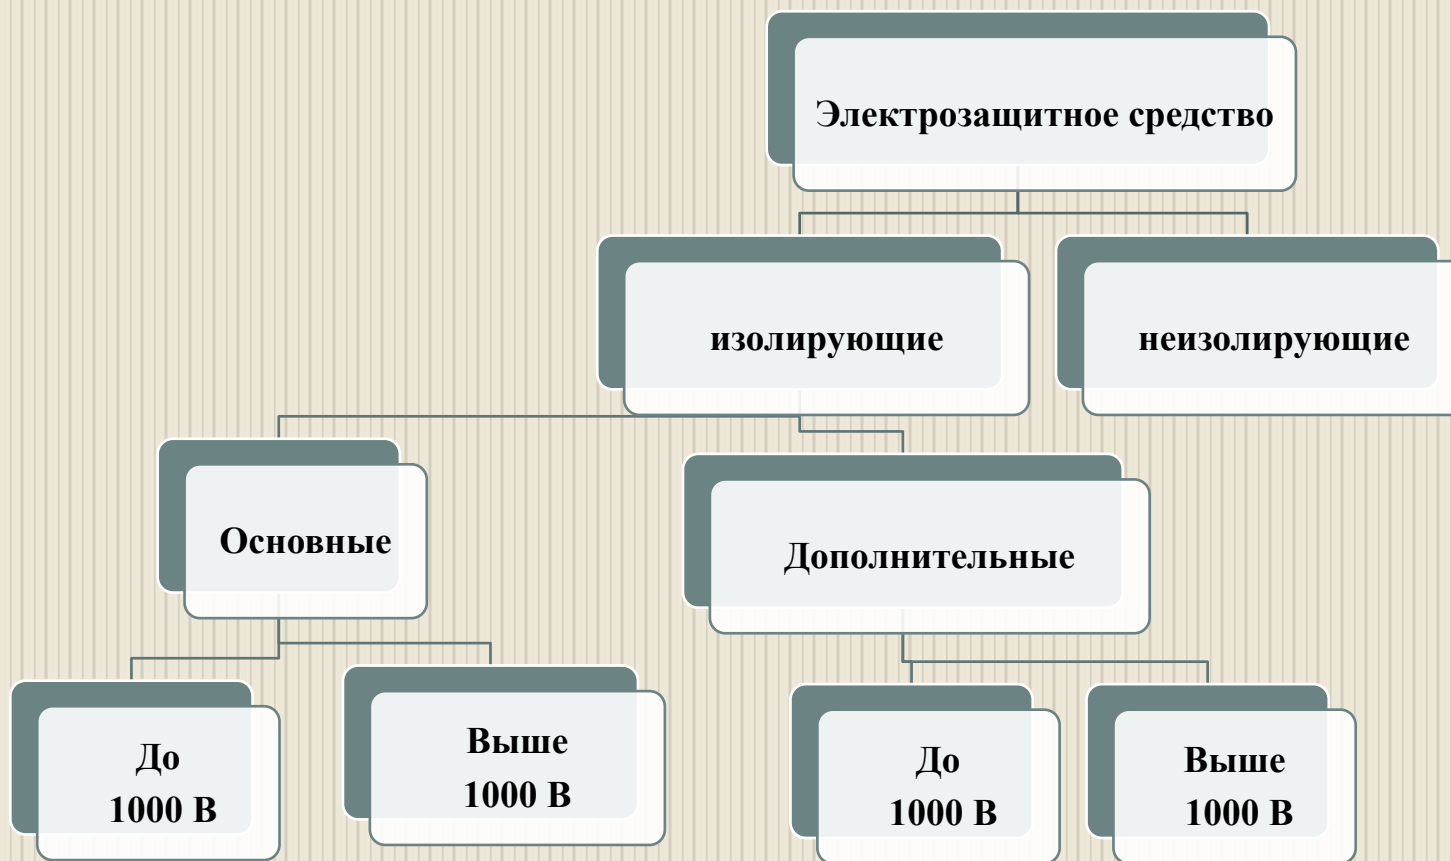 Электрозащитное средство
изолирующие
неизолирующие
Основные
Дополнительные
До
1000 В
Выше
1000 В
До
1000 В
Выше
1000 В